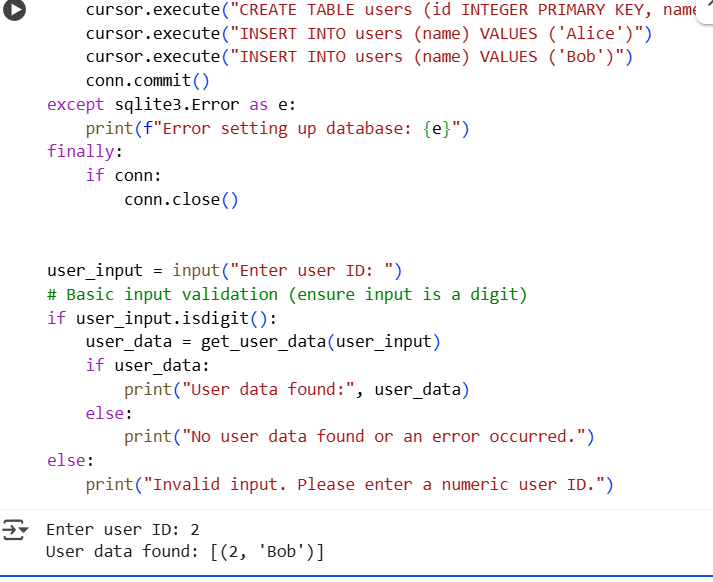 cursor.execute("CREATE TABLE users (id INTEGER PRIMARY KEY, name
cursor.execute("INSERT INTO users (name) VALUES ('Alice')")
cursor.execute("INSERT INTO users (name) VALUES ('Bob')")
conn.commit()
except sqlite3.Error as e:
print(f"Error setting up database: {e}")
finally:
if conn:
conn.close()
user_input = input("Enter user ID: ")
# Basic input validation (ensure input is a digit)
if user_input.isdigit():
user_data = get_user_data(user_input)
if user_data:
print("User data found:", user_data)
else:
print("No user data found or an error occurred.")
else:
print("Invalid input. Please enter a numeric user ID.")
Enter user ID: 2
User data found: [(2, 'Bob')]